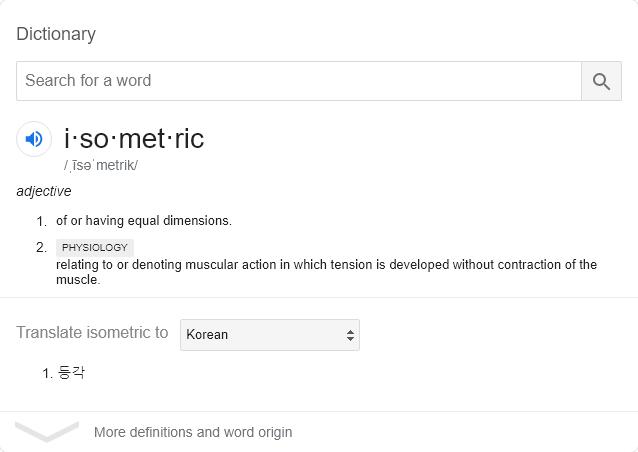 Dictionary
Search for a word
i·so·met·ric
/ˌīsəˈmetrik/
adjective
1. of or having equal dimensions.
2. PHYSIOLOGY
relating to or denoting muscular action in which tension is developed without contraction of the
muscle.
Translate isometric to Korean
1. 등각
More definitions and word origin